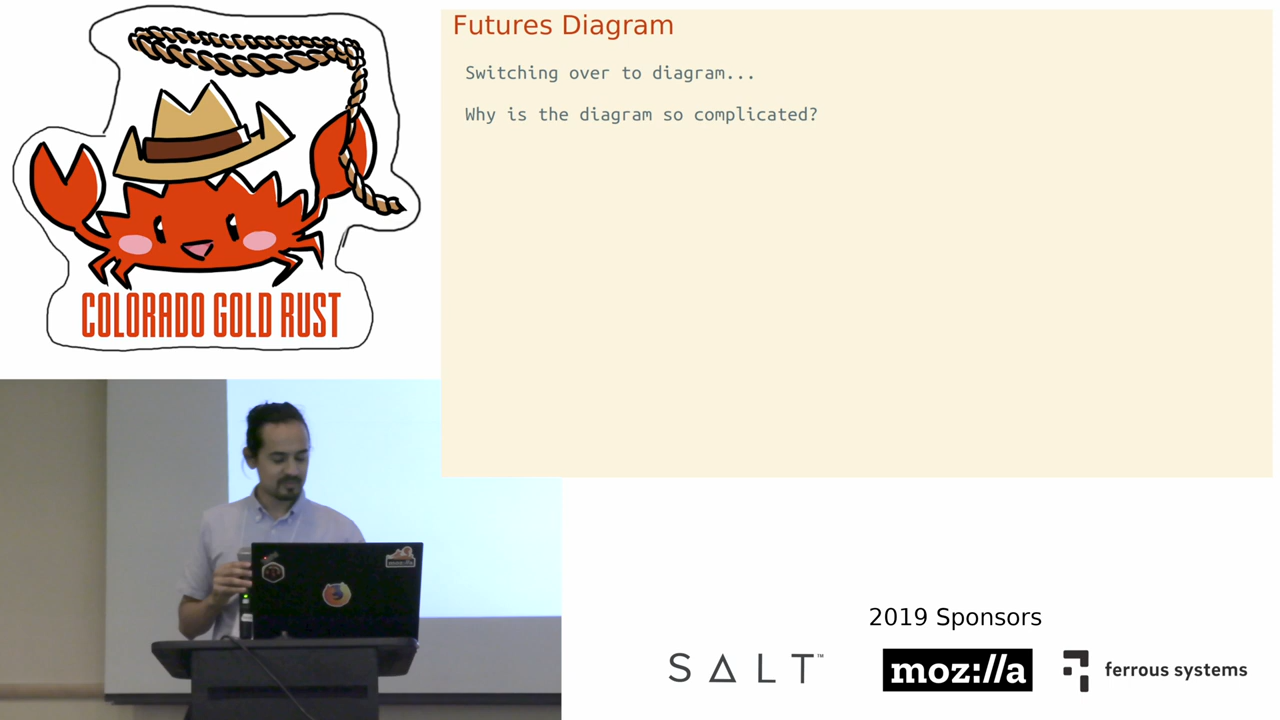 COLORADO GOLD RUST
Futures Diagram
Switching over to diagram...
Why is the diagram so complicated?
2019 Sponsors
SALT™
moz://a
ferrous systems